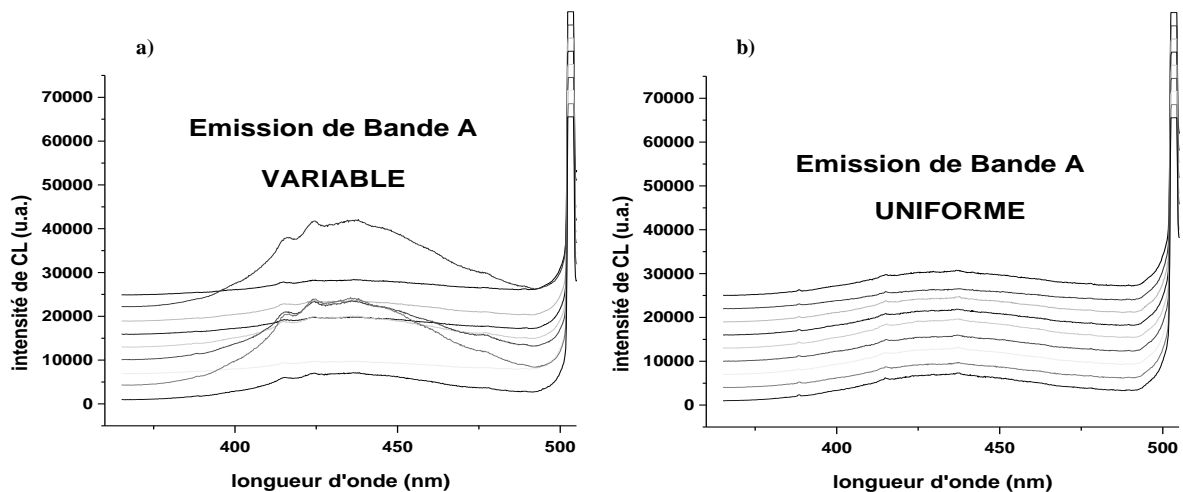 a)
Emission de Bande A
VARIABLE
intensité de CL (u.a.)
70000
60000
50000
40000
30000
20000
10000
0
400
450
500
longueur d'onde (nm)
b)
Emission de Bande A
UNIFORME
intensité de CL (u.a.)
70000
60000
50000
40000
30000
20000
10000
0
400
450
500
longueur d'onde (nm)